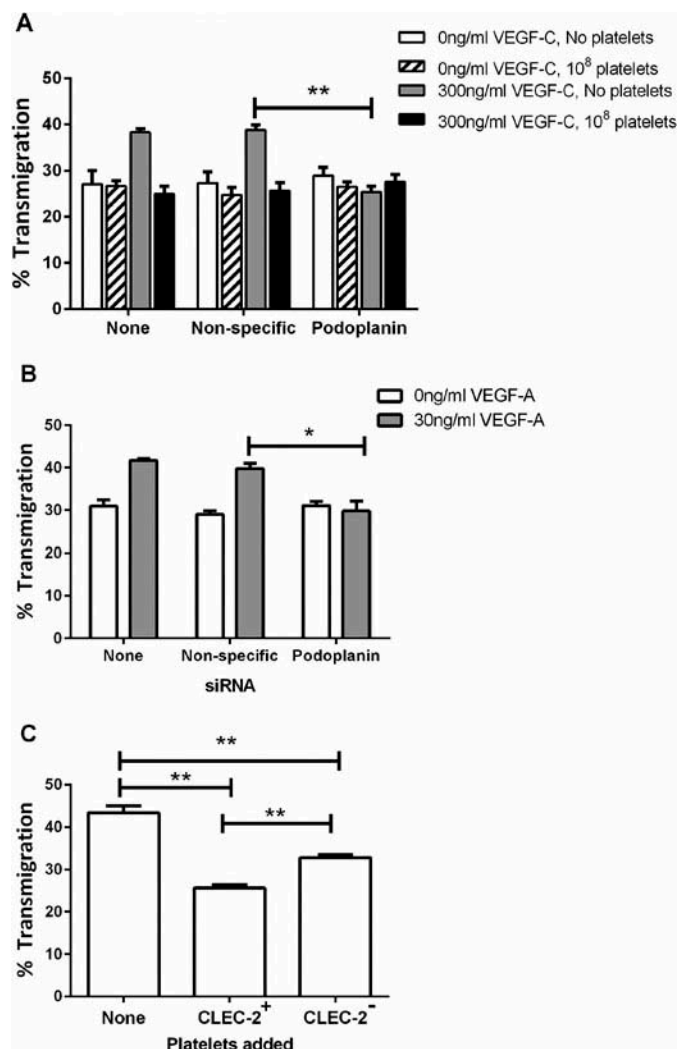 A
0ng/ml VEGF-C, No platelets
0ng/ml VEGF-C, 10⁸ platelets
300ng/ml VEGF-C, No platelets
300ng/ml VEGF-C, 10⁸ platelets
**
% Transmigration
50
40
30
20
10
0
None Non-specific Podoplanin
B
0ng/ml VEGF-A
30ng/ml VEGF-A
*
% Transmigration
50
40
30
20
10
0
None Non-specific Podoplanin
siRNA
C
**
**
**
% Transmigration
50
40
30
20
10
0
None CLEC-2⁺ CLEC-2⁻
Platelets added